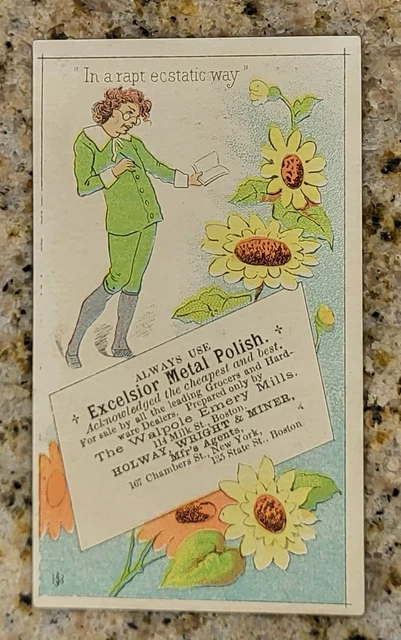 "In a rapt ecstatic way"
ALWAYS USE
Excelsior Metal Polish.
Acknowledged the cheapest and best.
For sale by all the leading Grocers and Hard-
ware Dealers. Prepared only by
The Walpole Emery Mills.
114 Milk St., Boston.
HOLWAY, WRIGHT & MINER,
Mfr's Agents.
107 Chambers St., New York,
125 State St., Boston